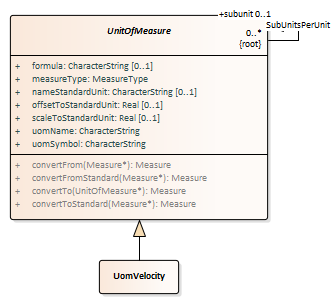 +subunit 0..1
UnitOfMeasure
SubUnitsPerUnit
0..*
{root}
+ formula: CharacterString [0..1]
+ measureType: MeasureType
+ nameStandardUnit: CharacterString [0..1]
+ offsetToStandardUnit: Real [0..1]
+ scaleToStandardUnit: Real [0..1]
+ uomName: CharacterString
+ uomSymbol: CharacterString
+ convertFrom(Measure*): Measure
+ convertFromStandard(Measure*): Measure
+ convertTo(UnitOfMeasure*): Measure
+ convertToStandard(Measure*): Measure
UomVelocity